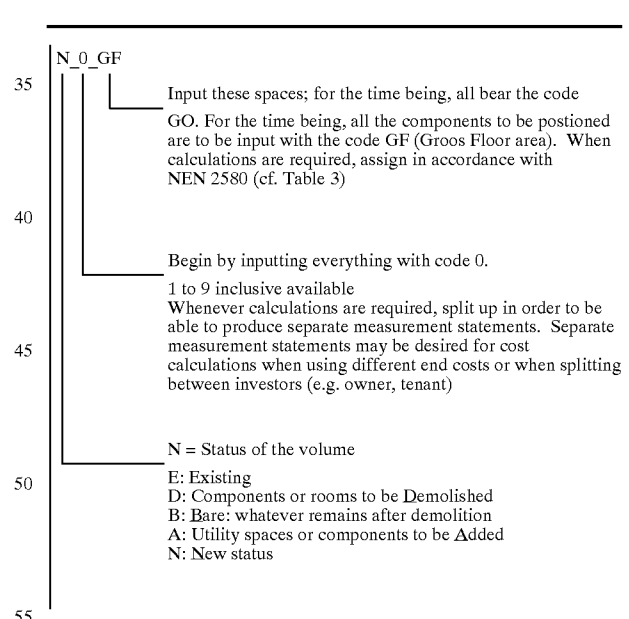 N_0_GF
35
Input these spaces; for the time being, all bear the code
GO. For the time being, all the components to be postioned
are to be input with the code GF (Groos Floor area). When
calculations are required, assign in accordance with
NEN 2580 (cf. Table 3)
40
Begin by inputting everything with code 0.
1 to 9 inclusive available
Whenever calculations are required, split up in order to be
able to produce separate measurement statements. Separate
45
measurement statements may be desired for cost
calculations when using different end costs or when splitting
between investors (e.g. owner, tenant)
N = Status of the volume
50
E: Existing
D: Components or rooms to be Demolished
B: Bare: whatever remains after demolition
A: Utility spaces or components to be Added
N: New status
55